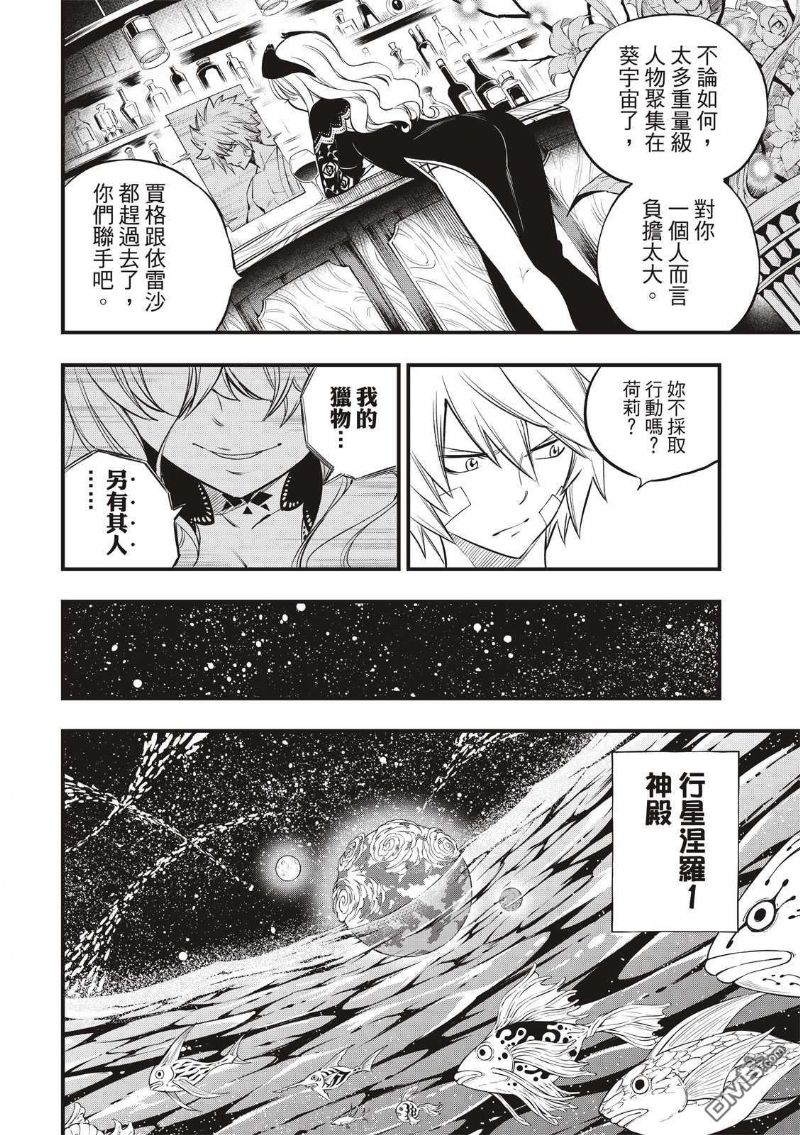 不論如何，
太多重量級
人物聚集在
葵宇宙了，
對你
一個人而言
負擔太大。
賈格跟依雷沙
都趕過去了，
你們聯手吧。
妳不採取
行動嗎？
荷莉？
我的
獵物…
另有其人
……
行星涅羅1
神殿